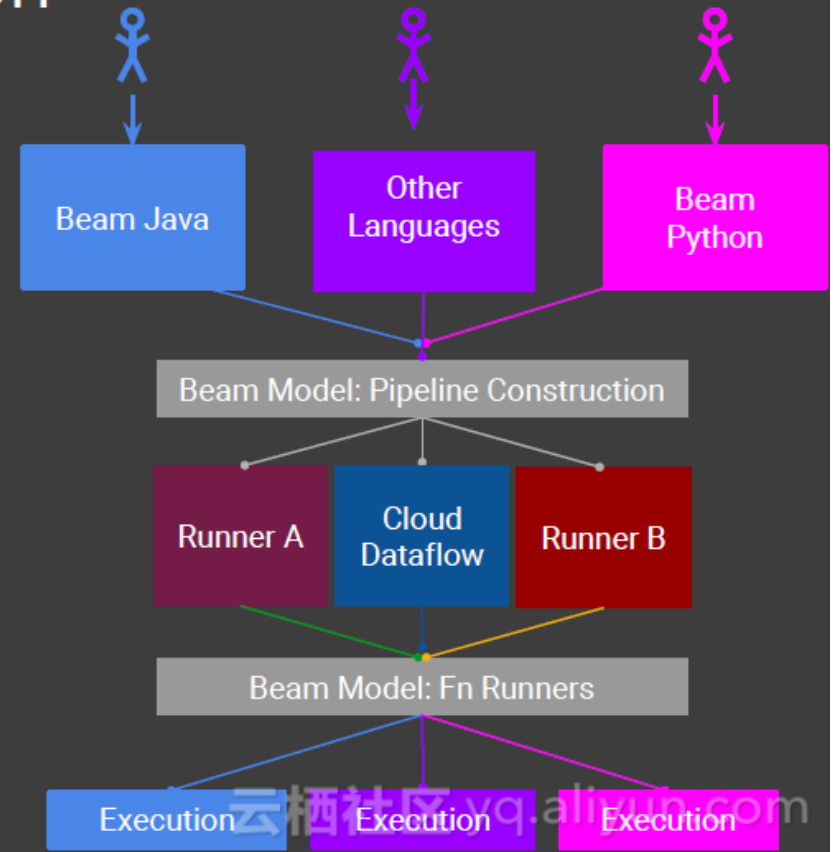 Beam Java
Other
Languages
Beam
Python
Beam Model: Pipeline Construction
Runner A
Cloud
Dataflow
Runner B
Beam Model: Fn Runners
Execution
Execution
Execution
云栖社区 yq.aliyun.com